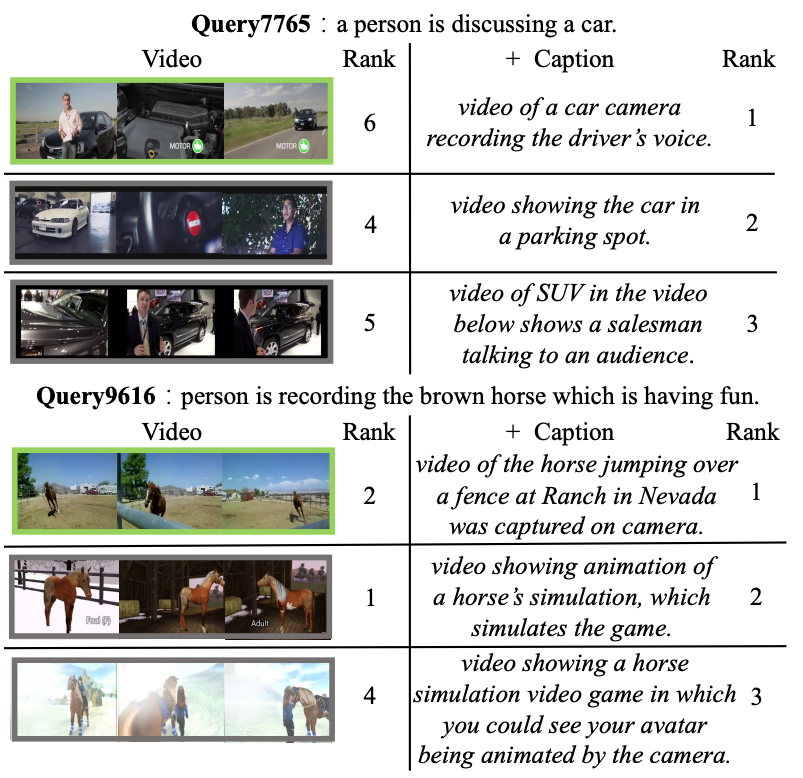 Query7765 : a person is discussing a car.
Video Rank + Caption Rank
MOTOR MOTOR
6
video of a car camera
recording the driver's voice.
1
4
video showing the car in
a parking spot.
2
5
video of SUV in the video
below shows a salesman
talking to an audience.
3
Query9616 : person is recording the brown horse which is having fun.
Video Rank + Caption Rank
2
video of the horse jumping over
a fence at Ranch in Nevada
was captured on camera.
1
Foal (F) Adult
1
video showing animation of
a horse's simulation, which
simulates the game.
2
4
video showing a horse
simulation video game in which
you could see your avatar
being animated by the camera.
3